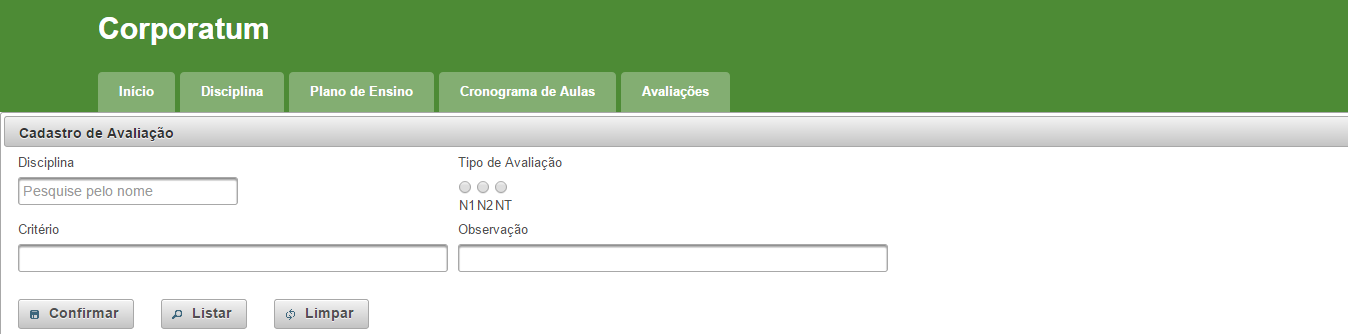 Corporatum
Início Disciplina Plano de Ensino Cronograma de Aulas Avaliações
Cadastro de Avaliação
Disciplina Tipo de Avaliação
Pesquise pelo nome
N1 N2 NT
Critério Observação
Confirmar Listar Limpar